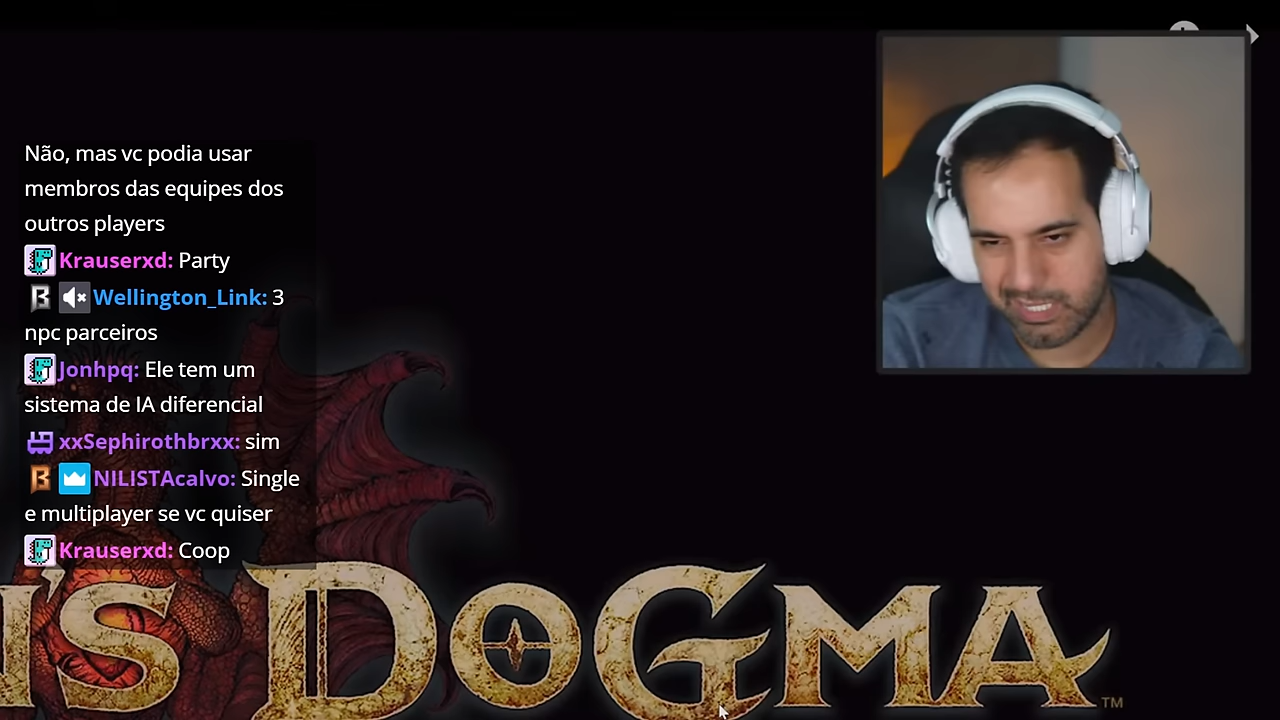 Não, mas vc podia usar
membros das equipes dos
outros players
Krauserxd: Party
Wellington_Link: 3
npc parceiros
Jonhpq: Ele tem um
sistema de IA diferencial
xxSephirothbrxx: sim
NILISTAcalvo: Single
e multiplayer se vc quiser
Krauserxd: Coop
'S DOGMA™